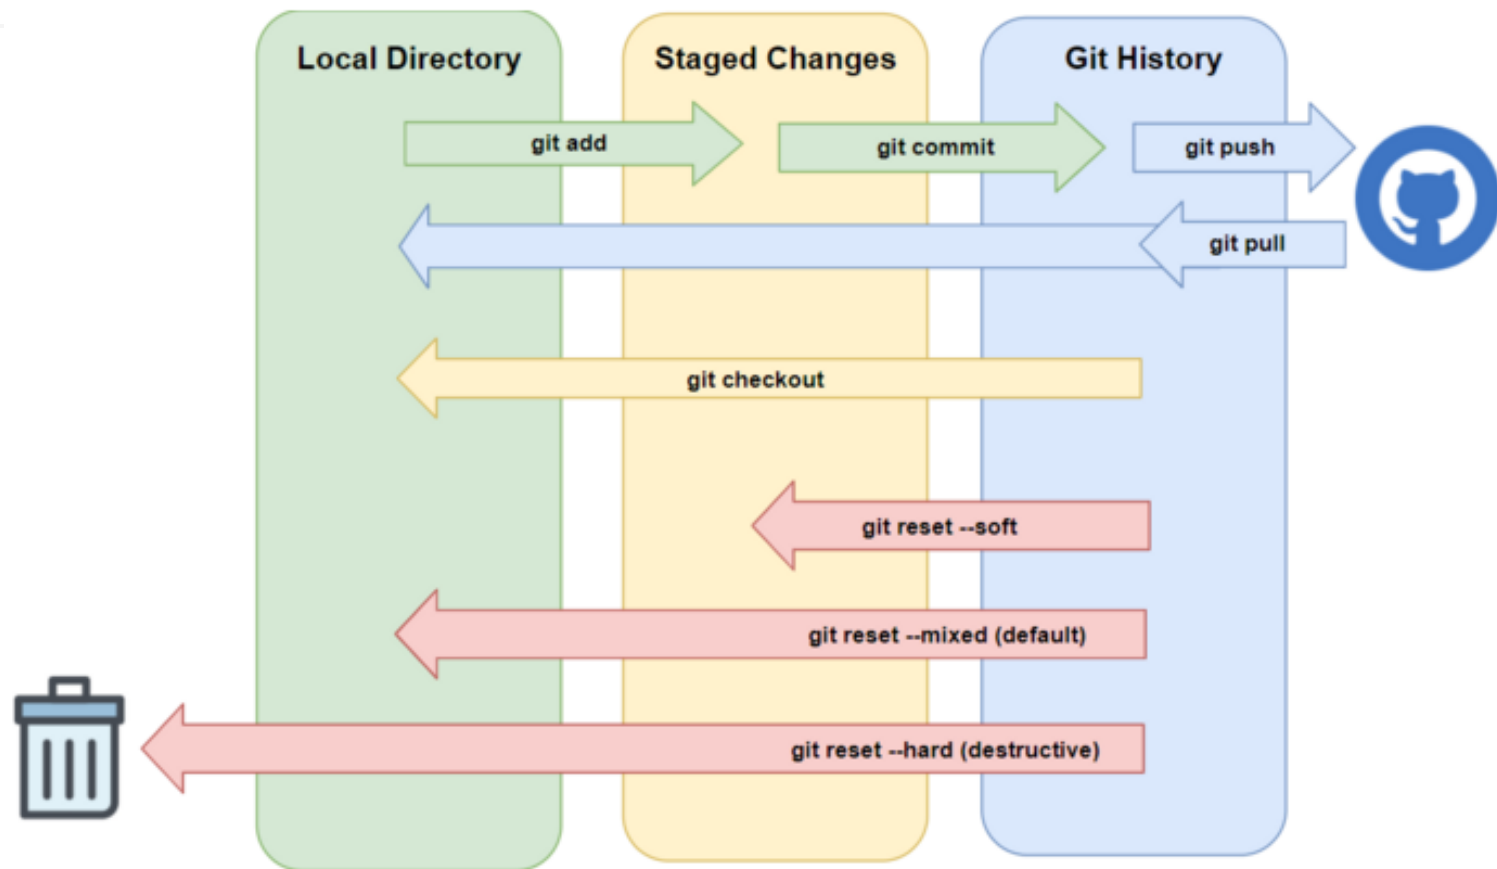 Local Directory
Staged Changes
Git History
git add
git commit
git push
git pull
git checkout
git reset --soft
git reset --mixed (default)
git reset --hard (destructive)